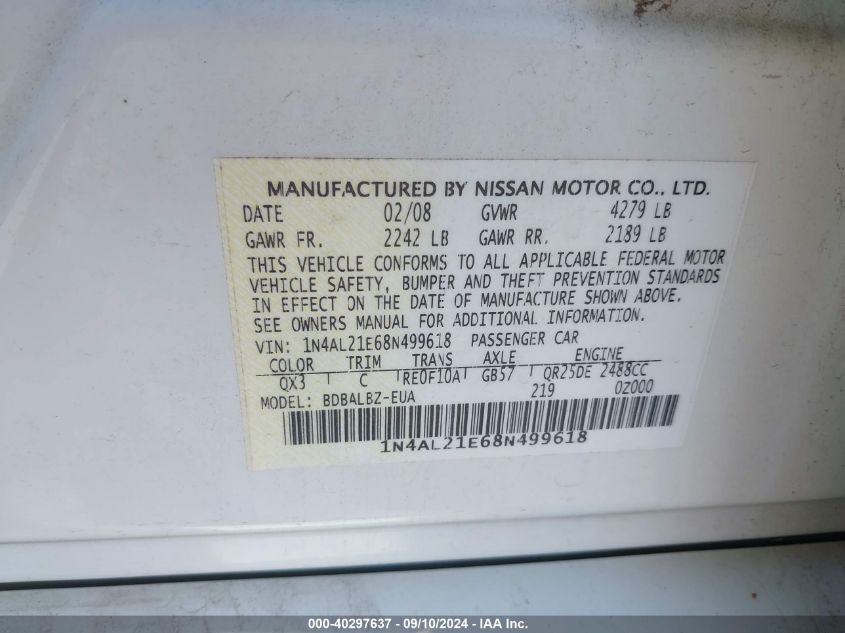 MANUFACTURED BY NISSAN MOTOR CO., LTD.
DATE 02/08 GVWR 4279 LB
GAWR FR. 2242 LB GAWR RR. 2189 LB
THIS VEHICLE CONFORMS TO ALL APPLICABLE FEDERAL MOTOR
VEHICLE SAFETY, BUMPER AND THEFT PREVENTION STANDARDS
IN EFFECT ON THE DATE OF MANUFACTURE SHOWN ABOVE.
SEE OWNERS MANUAL FOR ADDITIONAL INFORMATION.
VIN: 1N4AL21E68N499618 PASSENGER CAR
COLOR TRIM TRANS AXLE ENGINE
QX3 C RE0F10A GB57 QR25DE 2488CC
MODEL: BDBALBZ-EUA 219 0Z000
1N4AL21E68N499618
000-40297637 - 09/10/2024 - IAA Inc.